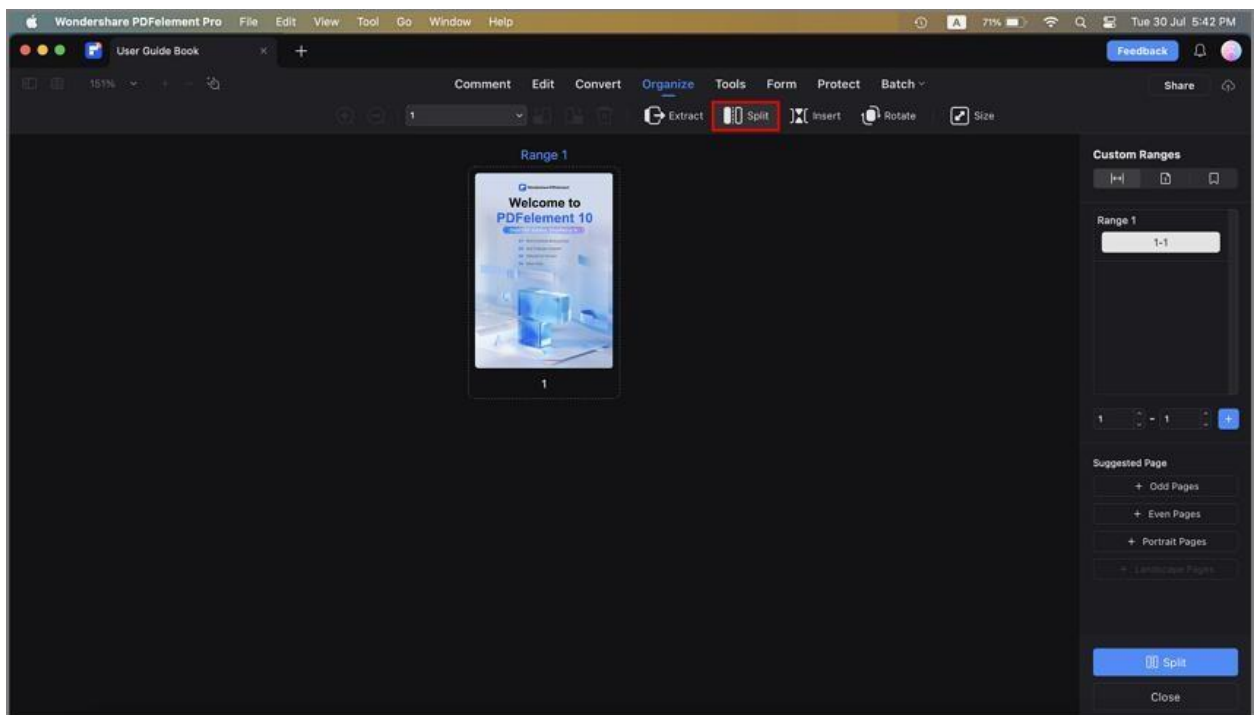 Wondershare PDFelement Pro File Edit View Tool Go Window Help A 71% Tue 30 Jul 5:42 PM
User Guide Book × + Feedback
151% + − Comment Edit Convert Organize Tools Form Protect Batch Share
1 Extract Split Insert Rotate Size
Range 1
Wondershare PDFelement
Welcome to
PDFelement 10
1
Custom Ranges
Range 1
1-1
1 - 1 +
Suggested Page
+ Odd Pages
+ Even Pages
+ Portrait Pages
+ Landscape Pages
Split
Close